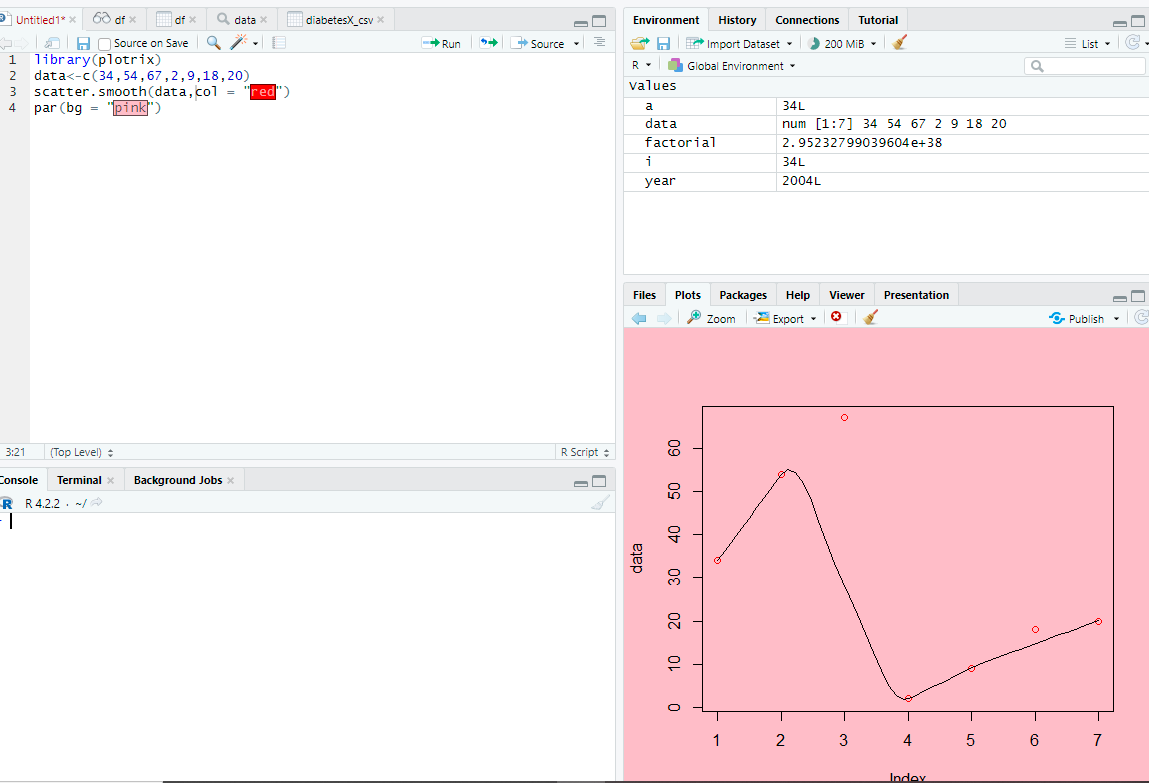 Untitled1* × df × df × data × diabetesX_csv ×
Source on Save Run Source
1 library(plotrix)
2 data<-c(34,54,67,2,9,18,20)
3 scatter.smooth(data,col = "red")
4 par(bg = "pink")
3:21 (Top Level) R Script
Console Terminal × Background Jobs ×
R R 4.2.2 · ~/
Environment History Connections Tutorial
Import Dataset 200 MiB List
R Global Environment
Values
a 34L
data num [1:7] 34 54 67 2 9 18 20
factorial 2.95232799039604e+38
i 34L
year 2004L
Files Plots Packages Help Viewer Presentation
Zoom Export Publish
data
60
50
40
30
20
10
0
1 2 3 4 5 6 7
Index